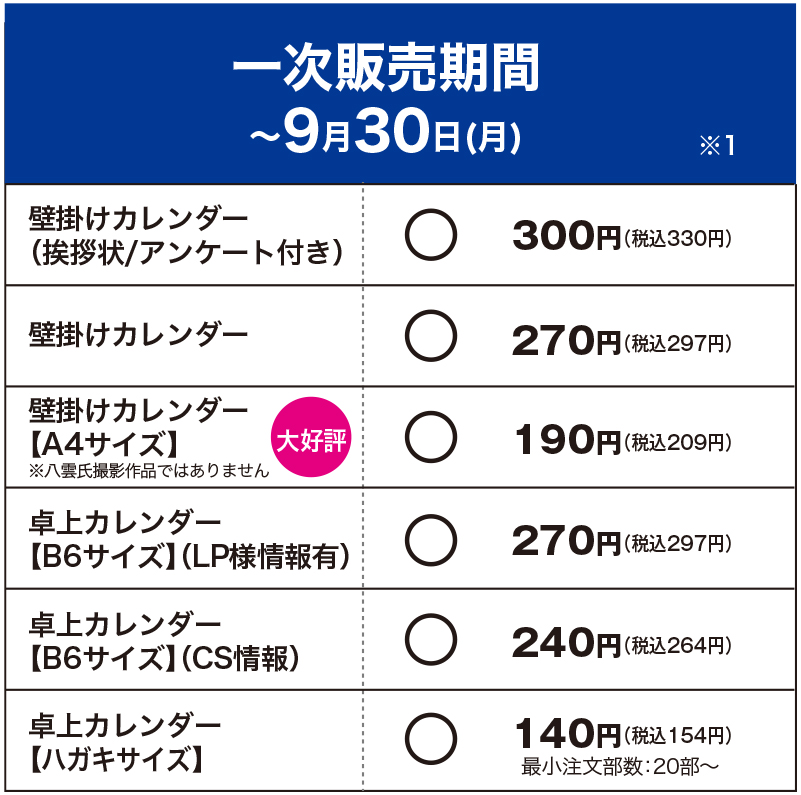 一次販売期間
～9月30日(月)
※1
壁掛けカレンダー
（挨拶状/アンケート付き）
◯ 300円（税込330円）
壁掛けカレンダー
◯ 270円（税込297円）
壁掛けカレンダー
【A4サイズ】
※八雲氏撮影作品ではありません
大好評
◯ 190円（税込209円）
卓上カレンダー
【B6サイズ】（LP様情報有）
◯ 270円（税込297円）
卓上カレンダー
【B6サイズ】（CS情報）
◯ 240円（税込264円）
卓上カレンダー
【ハガキサイズ】
◯ 140円（税込154円）
最小注文部数：20部～